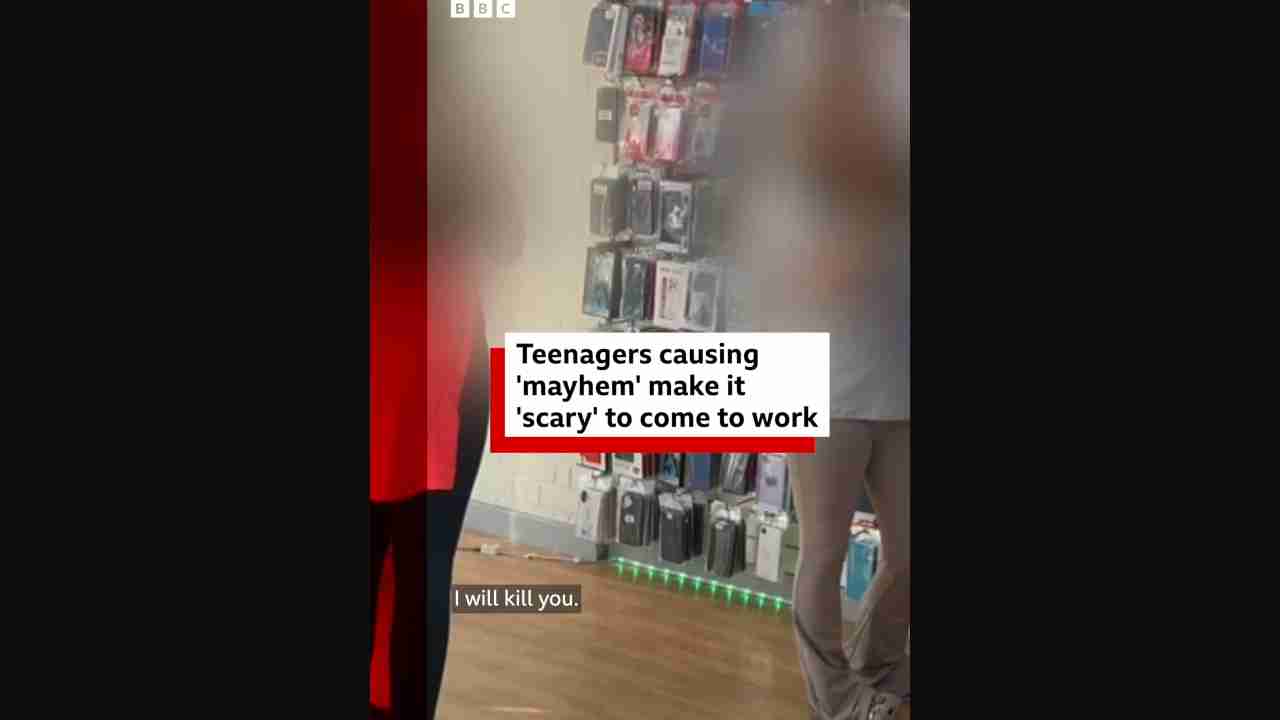 BBC
Teenagers causing
'mayhem' make it
'scary' to come to work
I will kill you.